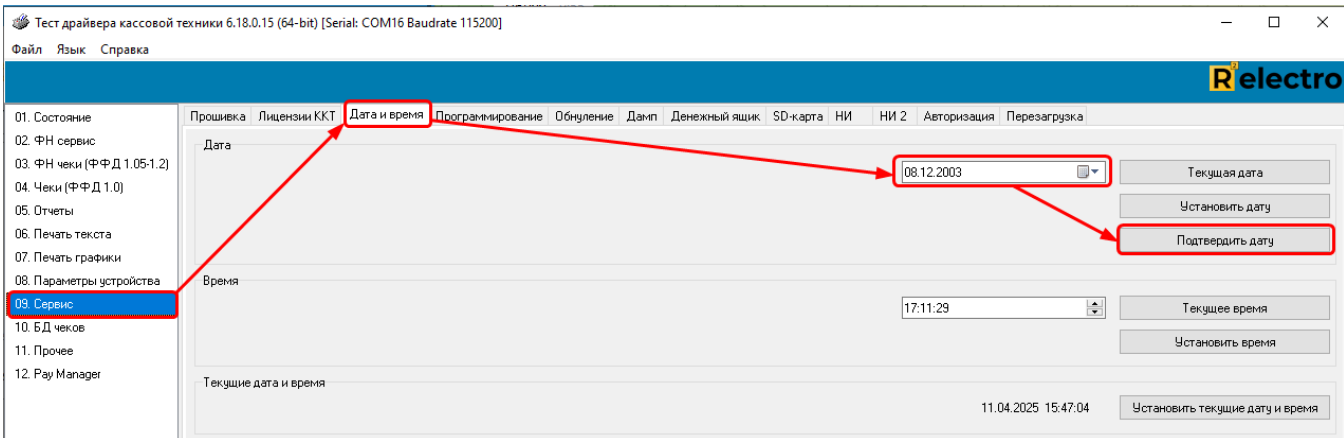 Тест драйвера кассовой техники 6.18.0.15 (64-bit) [Serial: COM16 Baudrate 115200]
Файл Язык Справка
R²electro
01. Состояние
02. ФН сервис
03. ФН чеки (ФФД 1.05-1.2)
04. Чеки (ФФД 1.0)
05. Отчеты
06. Печать текста
07. Печать графики
08. Параметры устройства
09. Сервис
10. БД чеков
11. Прочее
12. Pay Manager
Прошивка Лицензии ККТ Дата и время Программирование Обнуление Дамп Денежный ящик SD-карта НИ НИ 2 Авторизация Перезагрузка
Дата
08.12.2003
Текущая дата
Установить дату
Подтвердить дату
Время
17:11:29
Текущее время
Установить время
Текущие дата и время
11.04.2025 15:47:04
Установить текущие дату и время